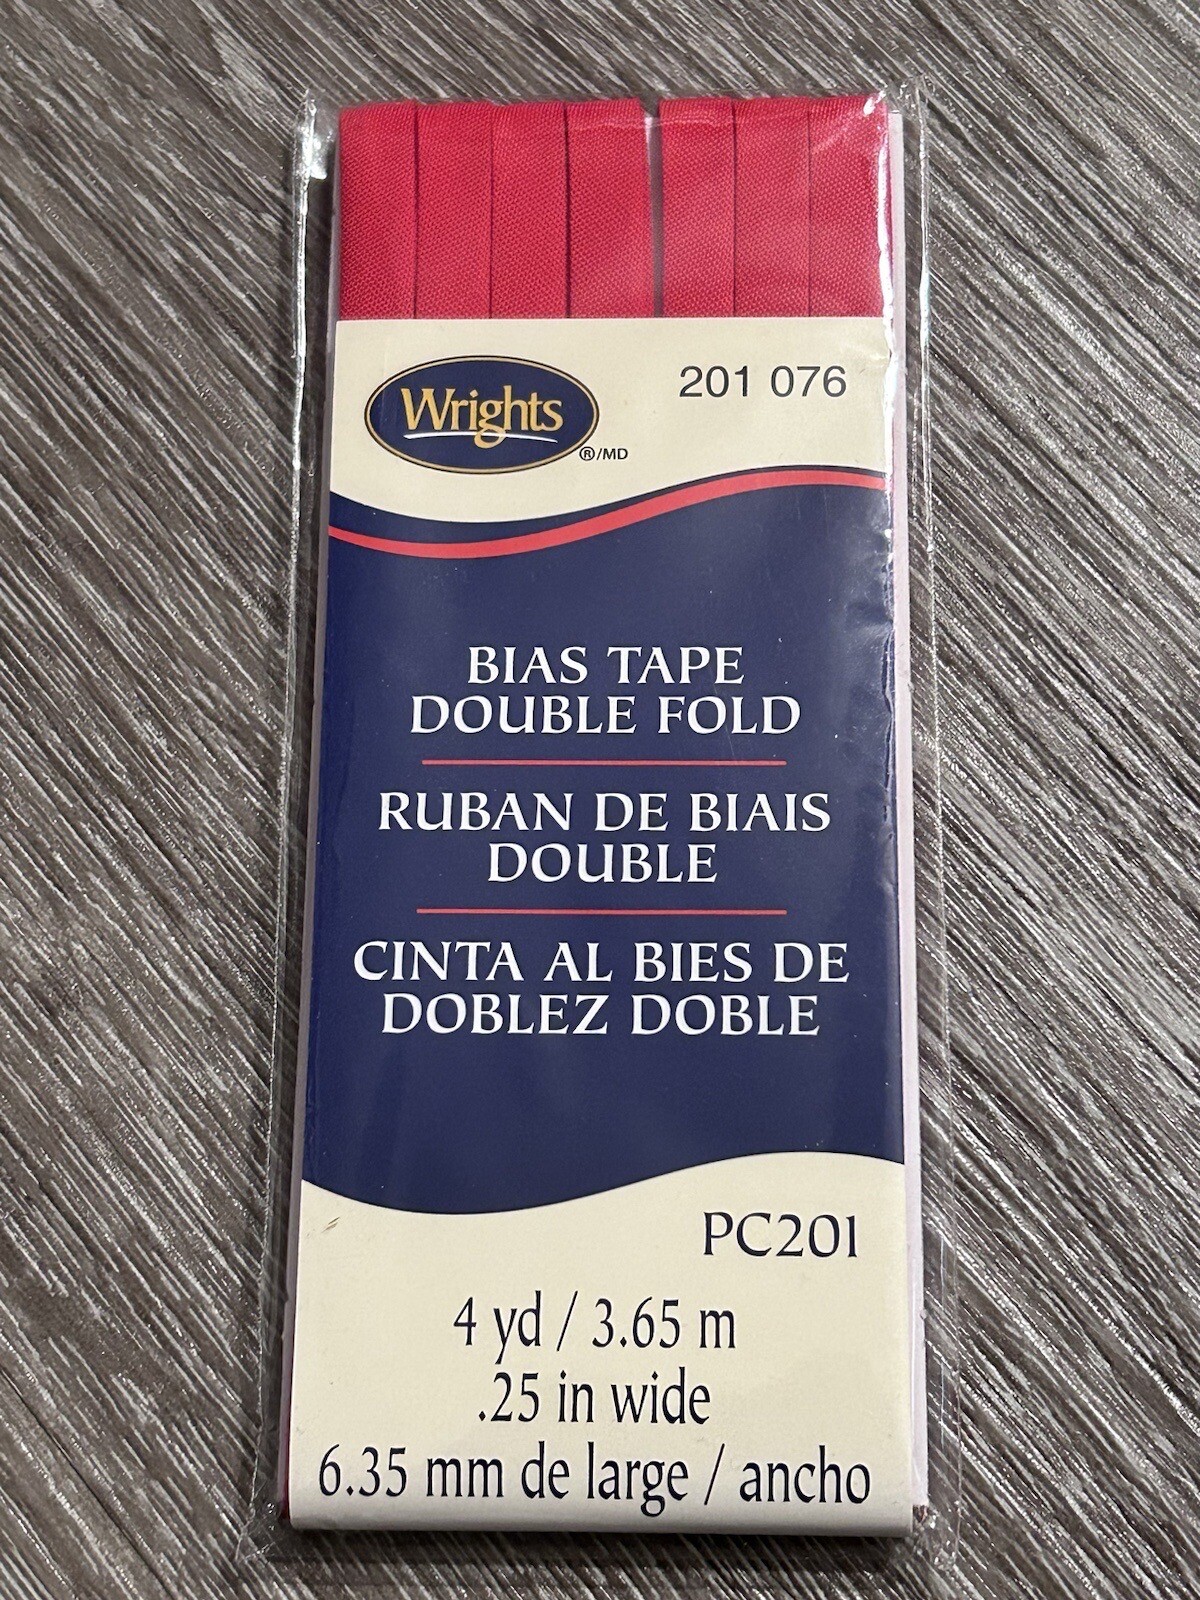 Wrights
®/MD
201 076
BIAS TAPE
DOUBLE FOLD
RUBAN DE BIAIS
DOUBLE
CINTA AL BIES DE
DOBLEZ DOBLE
PC201
4 yd / 3.65 m
.25 in wide
6.35 mm de large / ancho